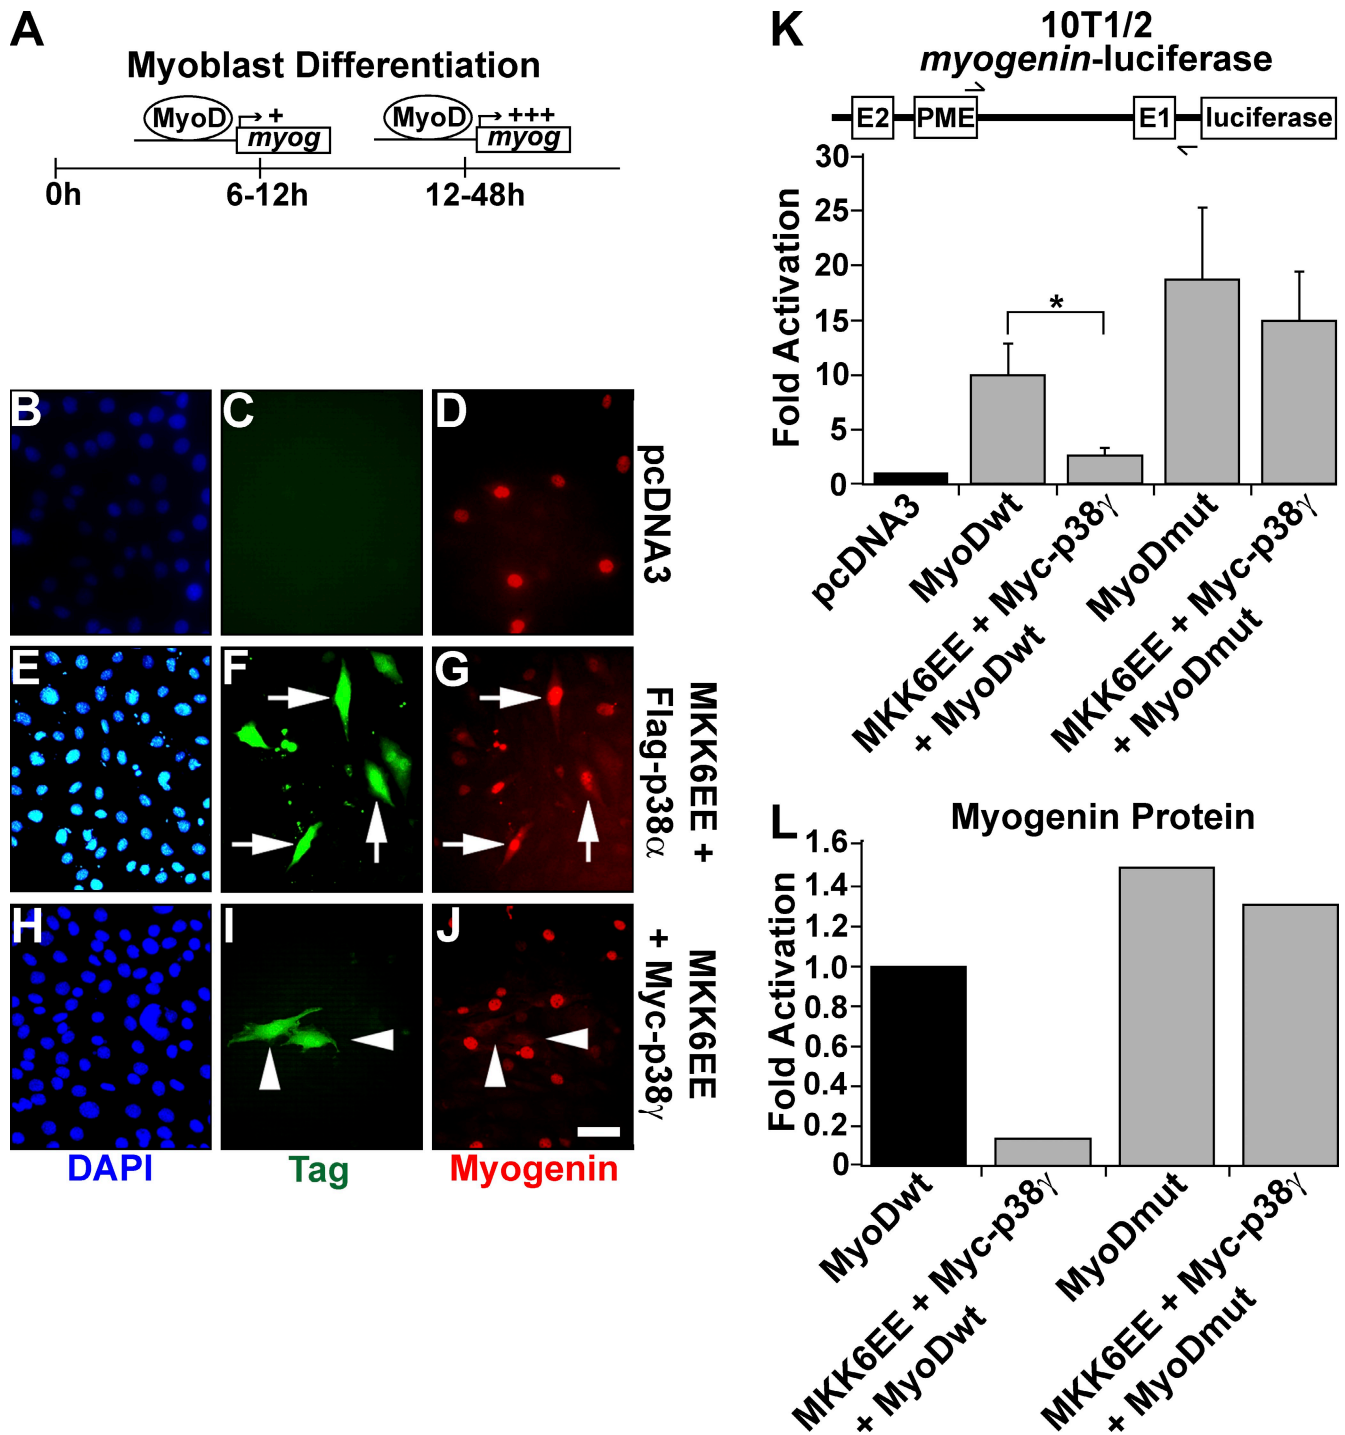 A
Myoblast Differentiation
MyoD
+
myog
MyoD
+++
myog
0h
6-12h
12-48h
B
C
D
pcDNA3
E
F
G
MKK6EE +
Flag-p38α
H
I
J
MKK6EE
+ Myc-p38γ
DAPI
Tag
Myogenin
K
10T1/2
myogenin-luciferase
E2
PME
E1
luciferase
Fold Activation
30
25
20
15
10
5
0
*
pcDNA3
MyoDwt
MKK6EE + Myc-p38γ
+ MyoDwt
MyoDmut
MKK6EE + Myc-p38γ
+ MyoDmut
L
Myogenin Protein
Fold Activation
1.6
1.4
1.2
1.0
0.8
0.6
0.4
0.2
0
MyoDwt
MKK6EE + Myc-p38γ
+ MyoDwt
MyoDmut
MKK6EE + Myc-p38γ
+ MyoDmut